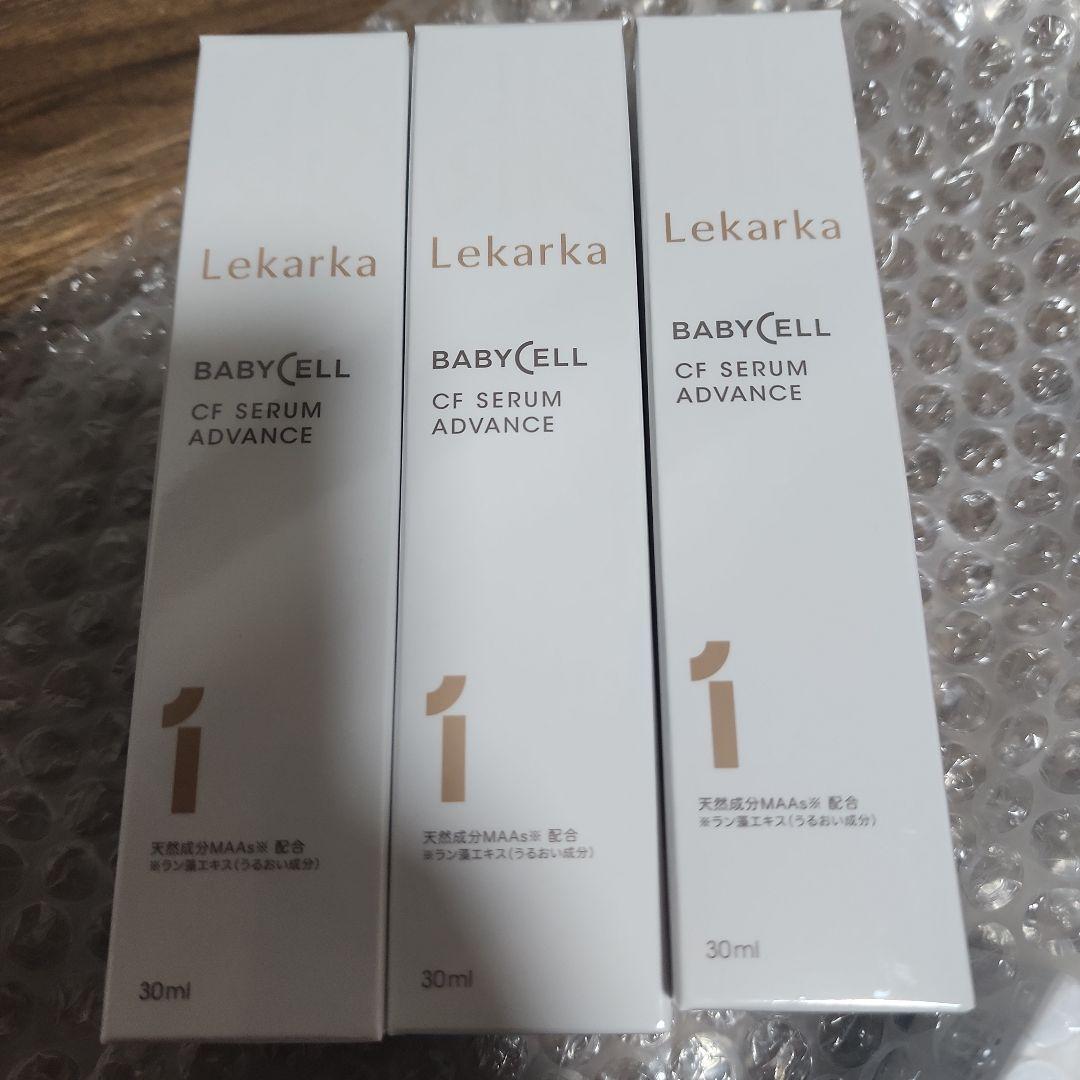 Lekarka
BABYCELL
CF SERUM
ADVANCE
1
天然成分MAAs※ 配合
※ラン藻エキス(うるおい成分)
30ml
Lekarka
BABYCELL
CF SERUM
ADVANCE
1
天然成分MAAs※ 配合
※ラン藻エキス(うるおい成分)
30ml
Lekarka
BABYCELL
CF SERUM
ADVANCE
1
天然成分MAAs※ 配合
※ラン藻エキス(うるおい成分)
30ml